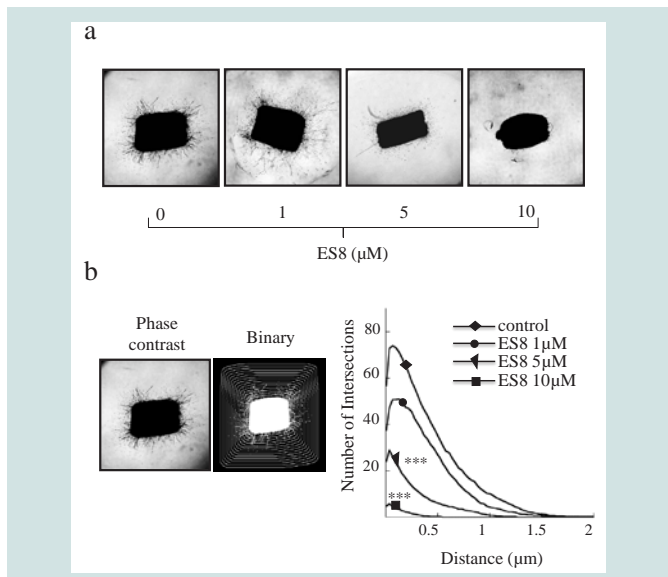 a
0 1 5 10
ES8 (µM)
b
Phase
contrast
Binary
Number of Intersections
80
60
40
20
control
ES8 1µM
ES8 5µM
ES8 10µM
***
***
0.5 1 1.5 2
Distance (µm)